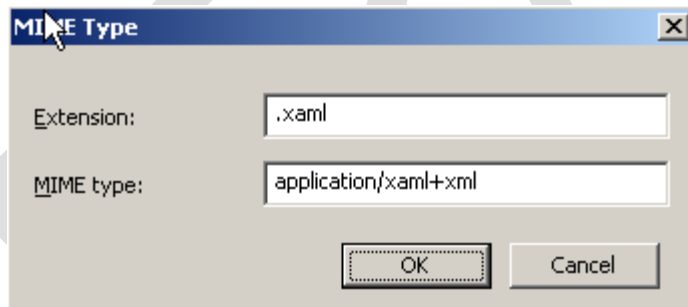 MIME Type
Extension:
.xaml
MIME type:
application/xaml+xml
OK
Cancel